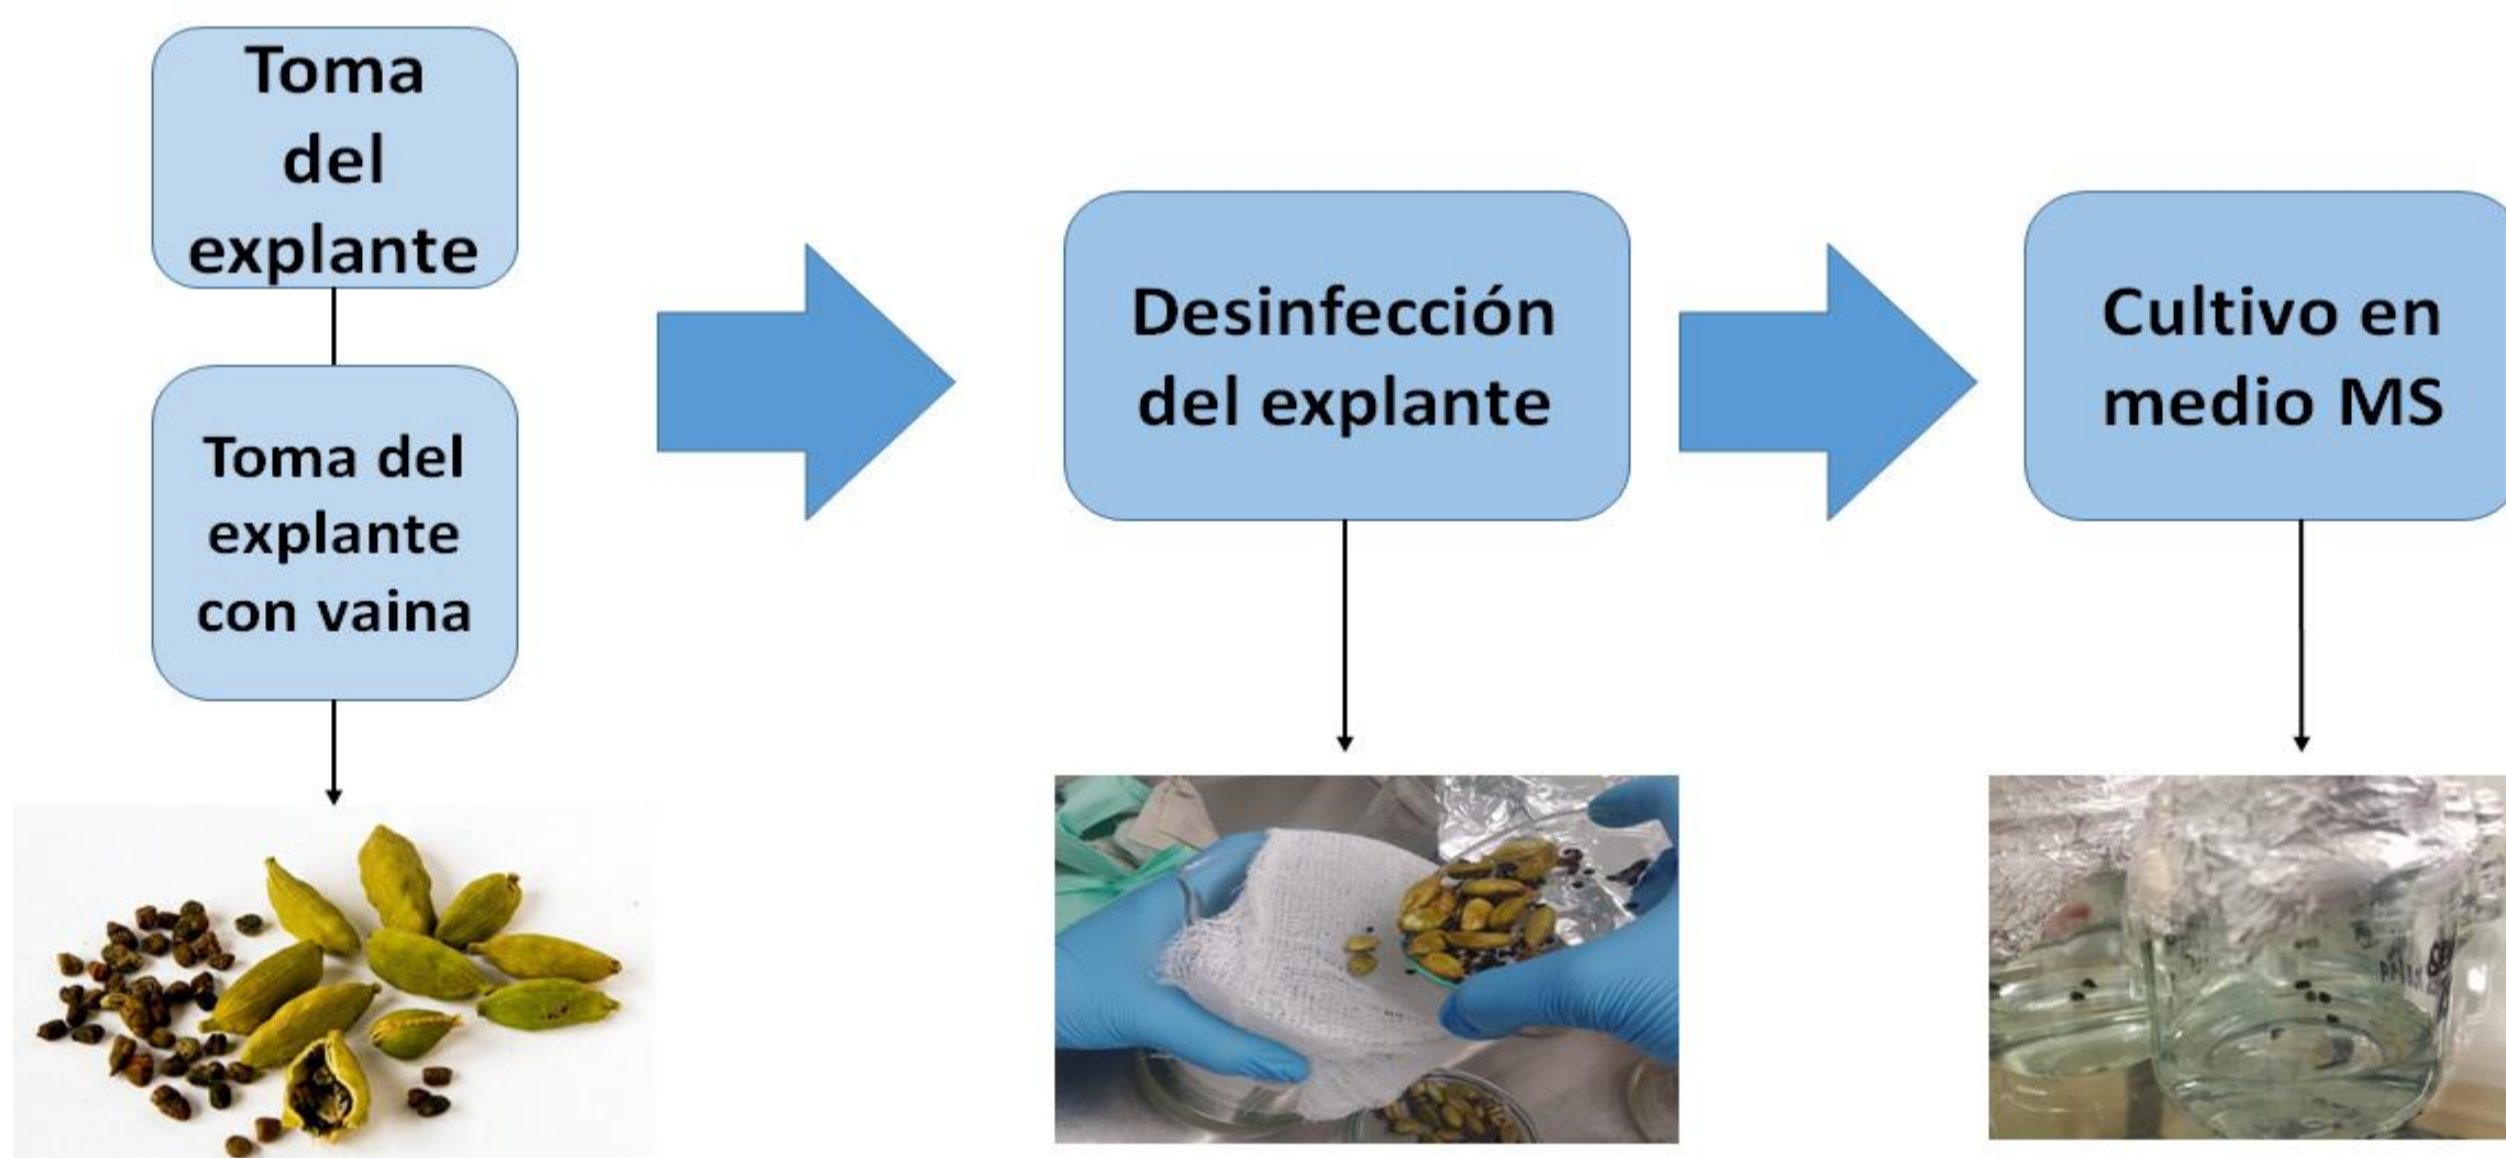 Toma
del
explante
Toma del
explante
con vaina
Desinfección
del explante
Cultivo en
medio MS